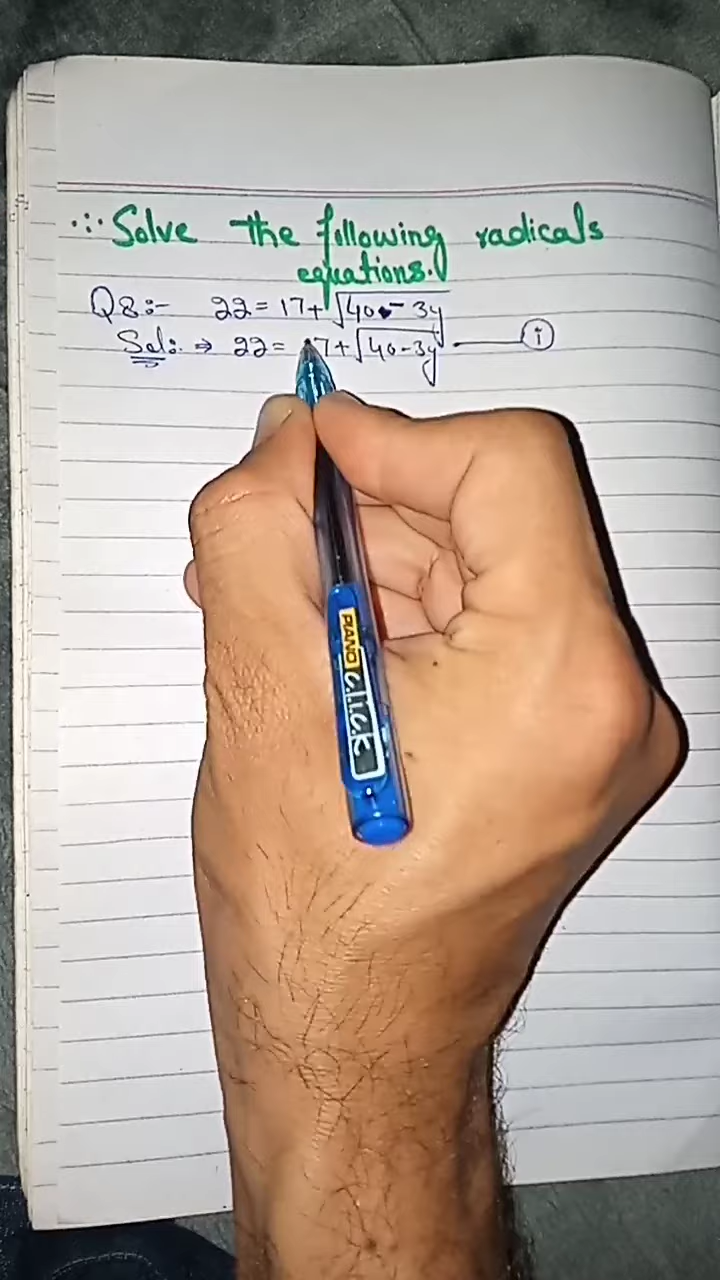 ∴ Solve the following radicals
equations.
Q8:- 22 = 17 + √40 - 3y
Sol: ⇒ 22 = 17 + √40 - 3y — (i)
PIANO click